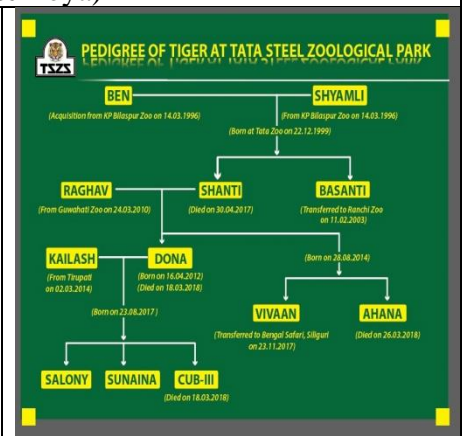 oya)
TSZS
PEDIGREE OF TIGER AT TATA STEEL ZOOLOGICAL PARK
BEN
SHYAMLI
(Acquisition from KP Bilaspur Zoo on 14.03.1996)
(From KP Bilaspur Zoo on 14.03.1996)
(Born at Tata Zoo on 22.12.1999)
RAGHAV
SHANTI
BASANTI
(From Guwahati Zoo on 24.03.2010)
(Died on 30.04.2017)
(Transferred to Ranchi Zoo
on 11.02.2003)
KAILASH
DONA
(Born on 28.08.2014)
(From Tirupati
on 02.03.2014)
(Born on 16.04.2012)
(Died on 18.03.2018)
(Born on 23.08.2017 )
VIVAAN
AHANA
(Transferred to Bengal Safari, Siliguri
on 23.11.2017)
(Died on 26.03.2018)
SALONY
SUNAINA
CUB-III
(Died on 18.03.2018)